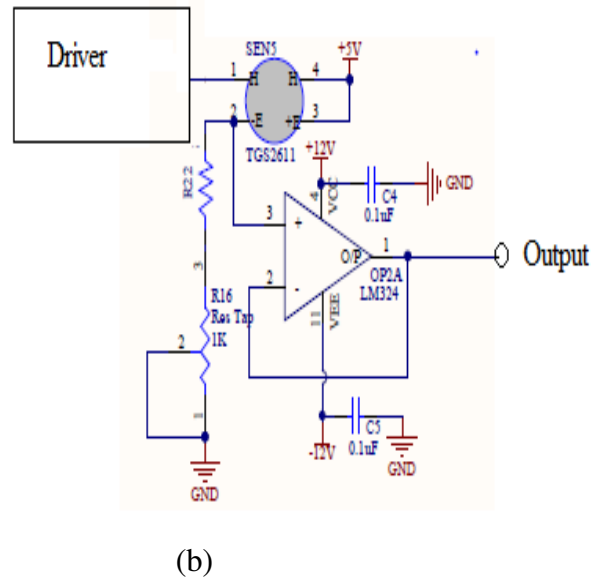 Driver
SEN5
+5V
1
H
H
4
2
-E
+E
3
TGS2611
+12V
R22
4
VCC
C4
0.1uF
GND
3
+
O/P
1
Output
OP2A
LM324
2
-
3
R16
Res Tap
1K
2
1
11
VEE
C5
0.1uF
-12V
GND
GND
(b)